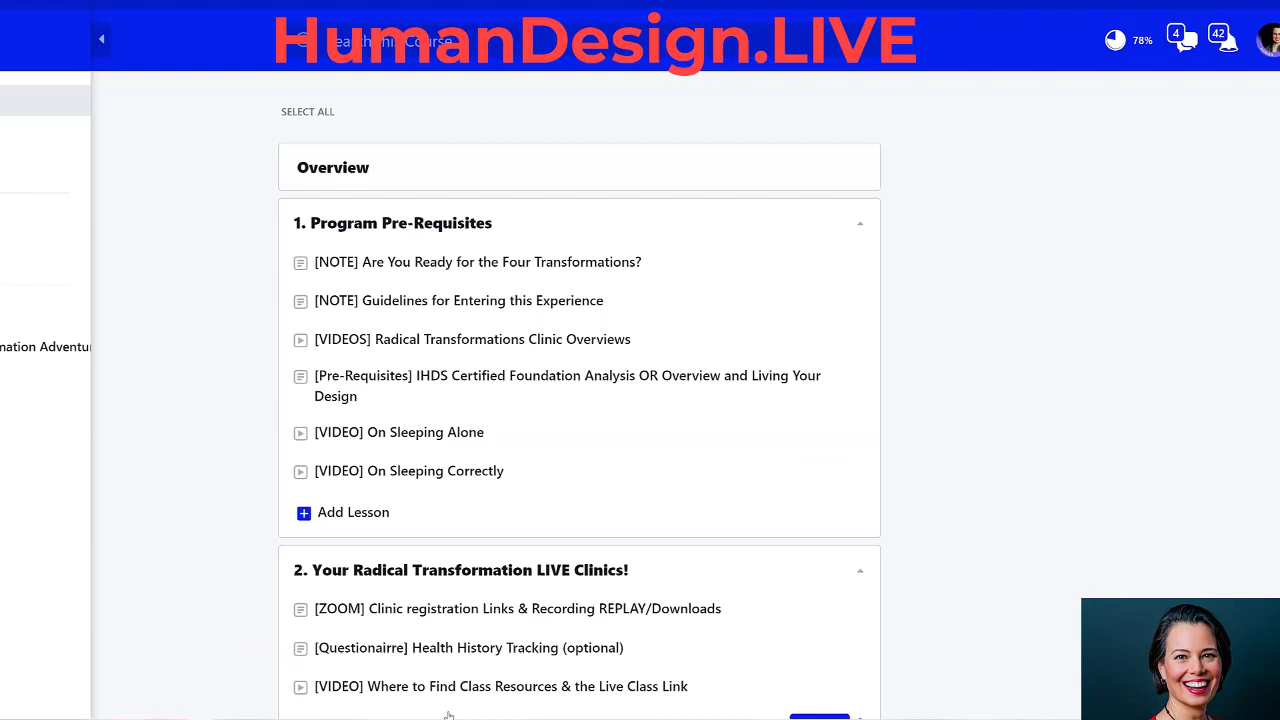 HumanDesign.LIVE
78%
4
42
SELECT ALL
Overview
1. Program Pre-Requisites
[NOTE] Are You Ready for the Four Transformations?
[NOTE] Guidelines for Entering this Experience
[VIDEOS] Radical Transformations Clinic Overviews
mation Adventu
[Pre-Requisites] IHDS Certified Foundation Analysis OR Overview and Living Your
Design
[VIDEO] On Sleeping Alone
[VIDEO] On Sleeping Correctly
Add Lesson
2. Your Radical Transformation LIVE Clinics!
[ZOOM] Clinic registration Links & Recording REPLAY/Downloads
[Questionairre] Health History Tracking (optional)
[VIDEO] Where to Find Class Resources & the Live Class Link